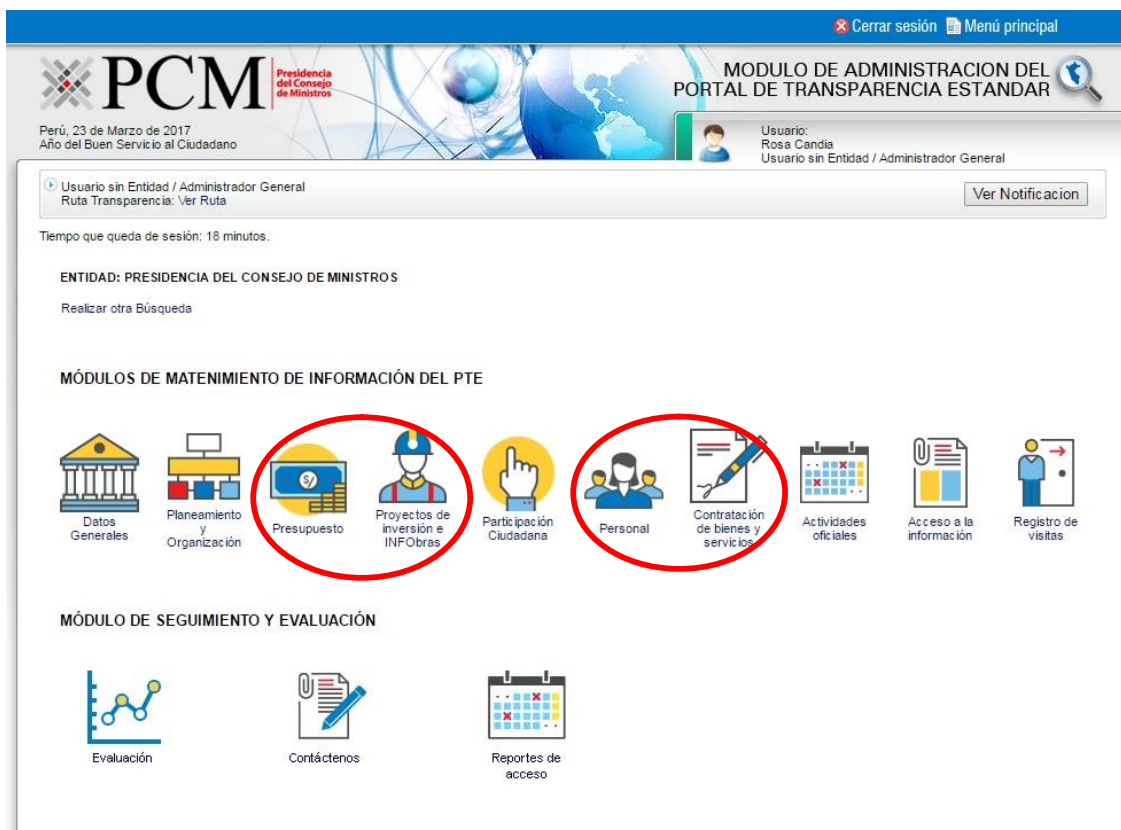 Cerrar sesión Menú principal
PCM
Presidencia
del Consejo
de Ministros
MODULO DE ADMINISTRACION DEL
PORTAL DE TRANSPARENCIA ESTANDAR
Perú, 23 de Marzo de 2017
Año del Buen Servicio al Ciudadano
Usuario:
Rosa Candia
Usuario sin Entidad / Administrador General
Usuario sin Entidad / Administrador General
Ruta Transparencia: Ver Ruta
Ver Notificacion
Tiempo que queda de sesión: 18 minutos.
ENTIDAD: PRESIDENCIA DEL CONSEJO DE MINISTROS
Realizar otra Búsqueda
MÓDULOS DE MATENIMIENTO DE INFORMACIÓN DEL PTE
S/
Datos
Generales
Planeamiento
y
Organización
Presupuesto
Proyectos de
inversión e
INFObras
Participación
Ciudadana
Personal
Contratación
de bienes y
servicios
Actividades
oficiales
Acceso a la
información
Registro de
visitas
MÓDULO DE SEGUIMIENTO Y EVALUACIÓN
Evaluación
Contáctenos
Reportes de
acceso